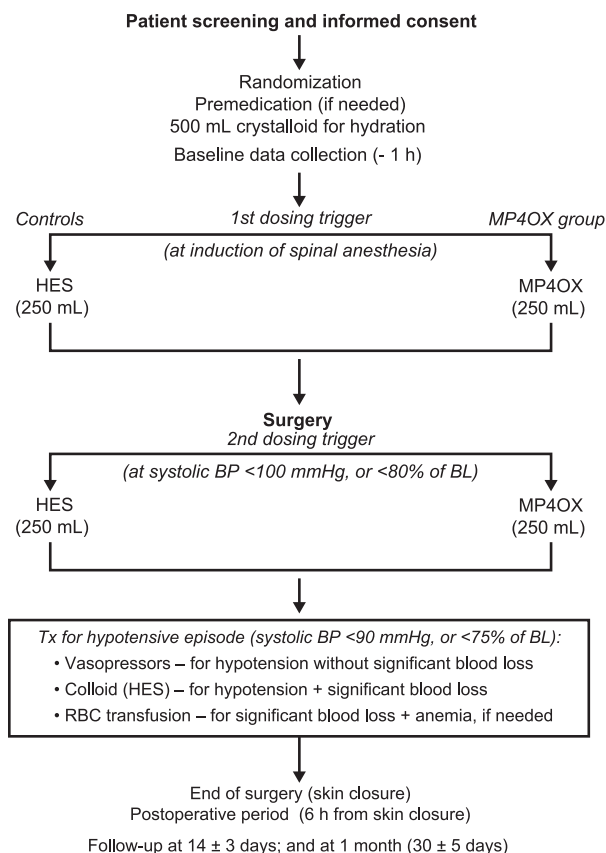 Patient screening and informed consent
Randomization
Premedication (if needed)
500 mL crystalloid for hydration
Baseline data collection (- 1 h)
Controls 1st dosing trigger MP4OX group
(at induction of spinal anesthesia)
HES MP4OX
(250 mL) (250 mL)
Surgery
2nd dosing trigger
(at systolic BP <100 mmHg, or <80% of BL)
HES MP4OX
(250 mL) (250 mL)
Tx for hypotensive episode (systolic BP <90 mmHg, or <75% of BL):
• Vasopressors – for hypotension without significant blood loss
• Colloid (HES) – for hypotension + significant blood loss
• RBC transfusion – for significant blood loss + anemia, if needed
End of surgery (skin closure)
Postoperative period (6 h from skin closure)
Follow-up at 14 ± 3 days; and at 1 month (30 ± 5 days)